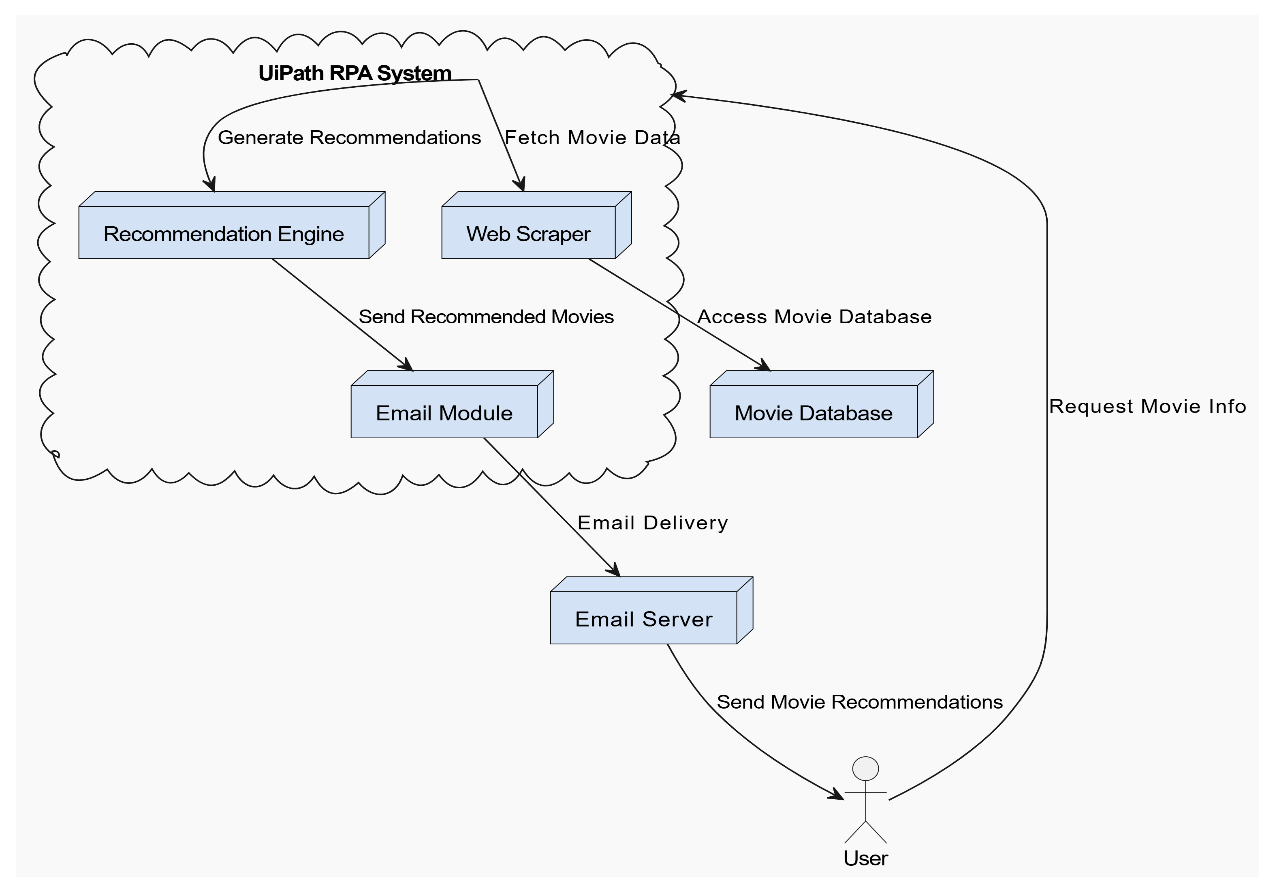 UiPath RPA System
Generate Recommendations
Fetch Movie Data
Recommendation Engine
Web Scraper
Send Recommended Movies
Access Movie Database
Email Module
Movie Database
Request Movie Info
Email Delivery
Email Server
Send Movie Recommendations
User